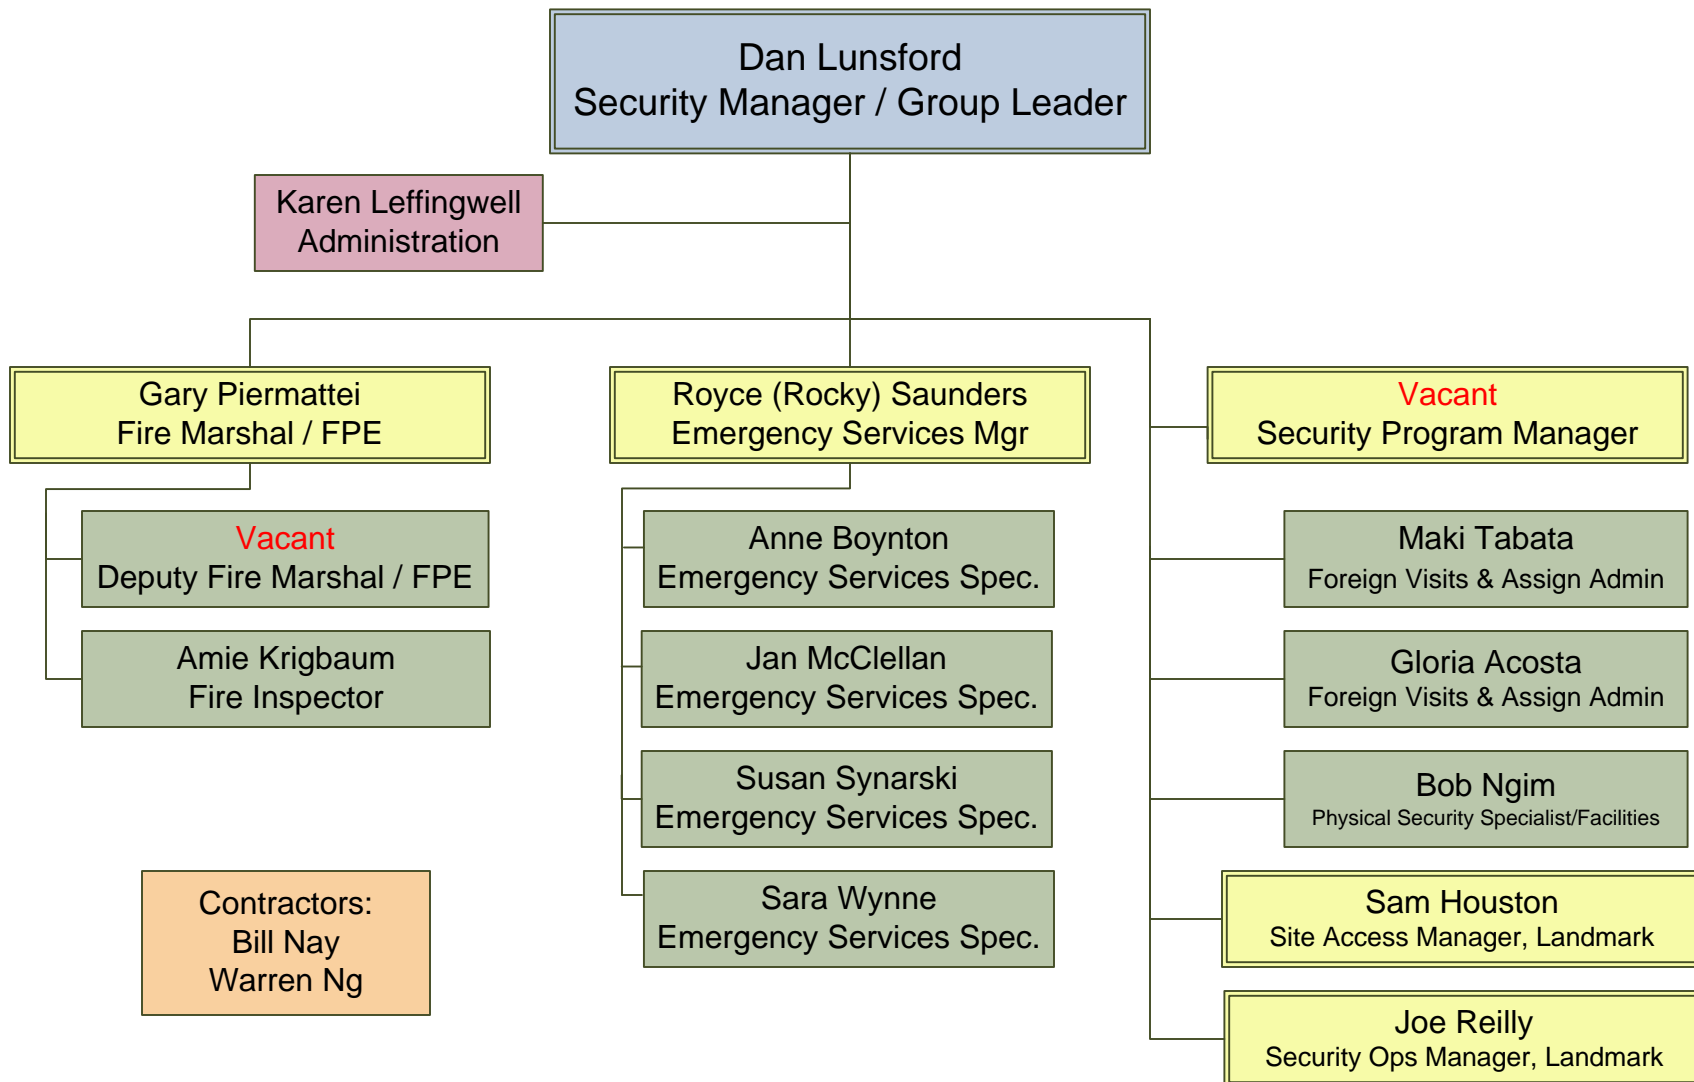 Dan Lunsford
Security Manager / Group Leader
Karen Leffingwell
Administration
Gary Piermattei
Fire Marshal / FPE
Vacant
Deputy Fire Marshal / FPE
Amie Krigbaum
Fire Inspector
Contractors:
Bill Nay
Warren Ng
Royce (Rocky) Saunders
Emergency Services Mgr
Anne Boynton
Emergency Services Spec.
Jan McClellan
Emergency Services Spec.
Susan Synarski
Emergency Services Spec.
Sara Wynne
Emergency Services Spec.
Vacant
Security Program Manager
Maki Tabata
Foreign Visits & Assign Admin
Gloria Acosta
Foreign Visits & Assign Admin
Bob Ngim
Physical Security Specialist/Facilities
Sam Houston
Site Access Manager, Landmark
Joe Reilly
Security Ops Manager, Landmark